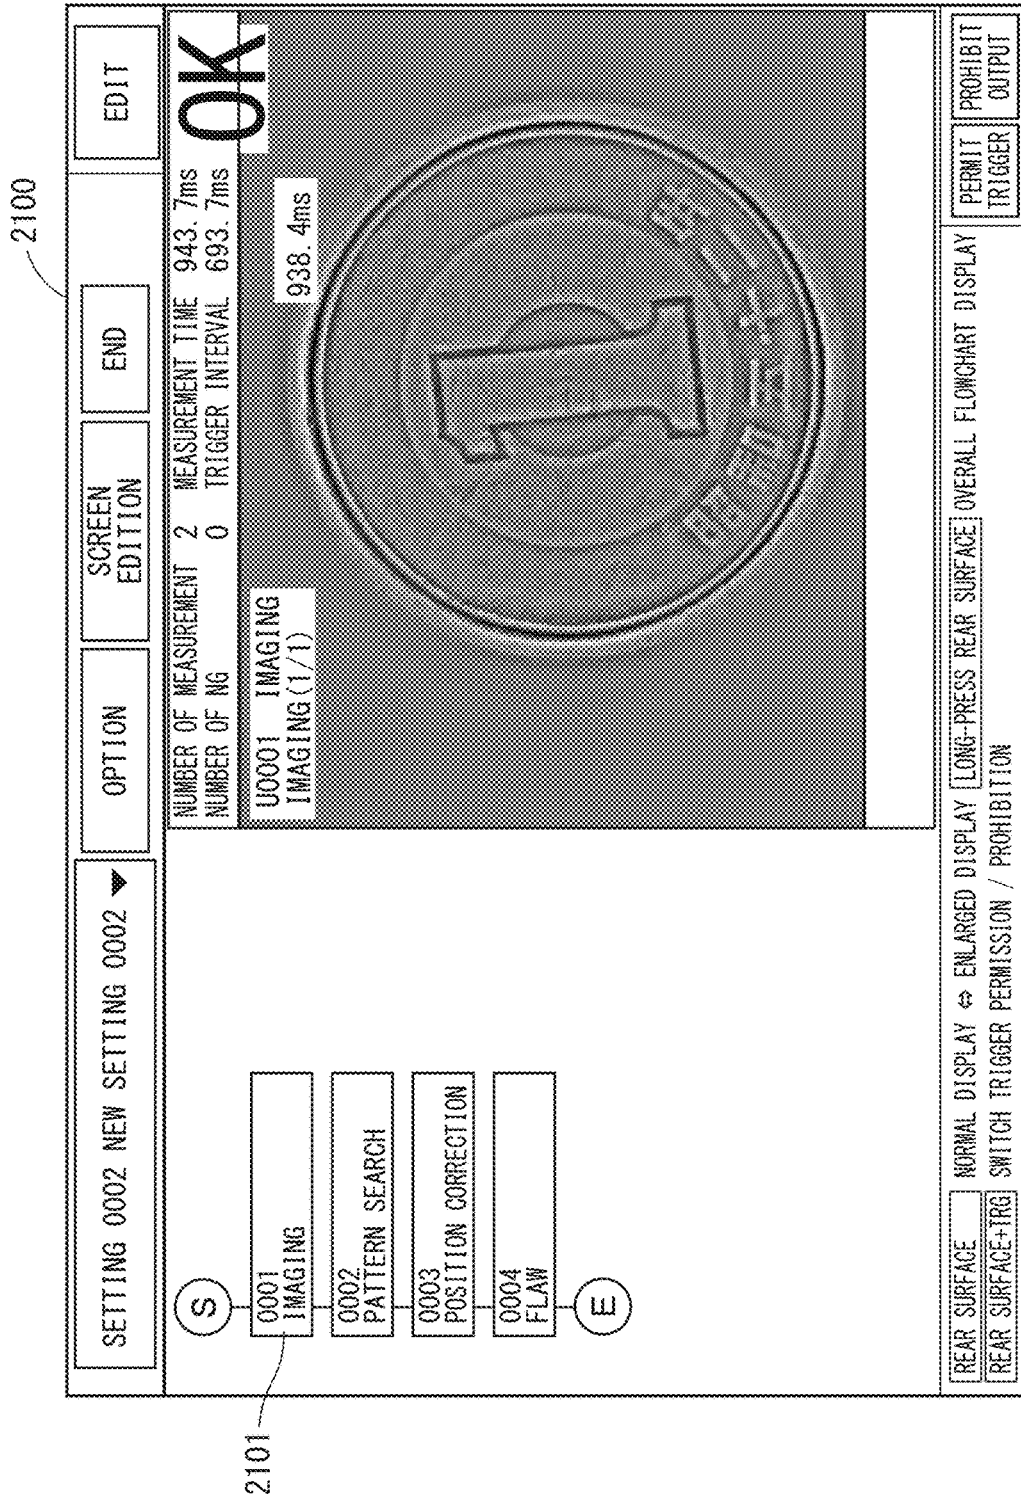 2100
SETTING 0002 NEW SETTING 0002 ▼
OPTION
SCREEN
EDITION
END
EDIT
NUMBER OF MEASUREMENT 2 MEASUREMENT TIME 943.7ms
NUMBER OF NG 0 TRIGGER INTERVAL 693.7ms
OK
S
2101
0001
IMAGING
0002
PATTERN SEARCH
0003
POSITION CORRECTION
0004
FLAW
E
U0001 IMAGING
IMAGING(1/1)
938.4ms
1
REAR SURFACE NORMAL DISPLAY ⇔ ENLARGED DISPLAY LONG-PRESS REAR SURFACE OVERALL FLOWCHART DISPLAY
REAR SURFACE+TRG SWITCH TRIGGER PERMISSION / PROHIBITION
PERMIT
TRIGGER
PROHIBIT
OUTPUT